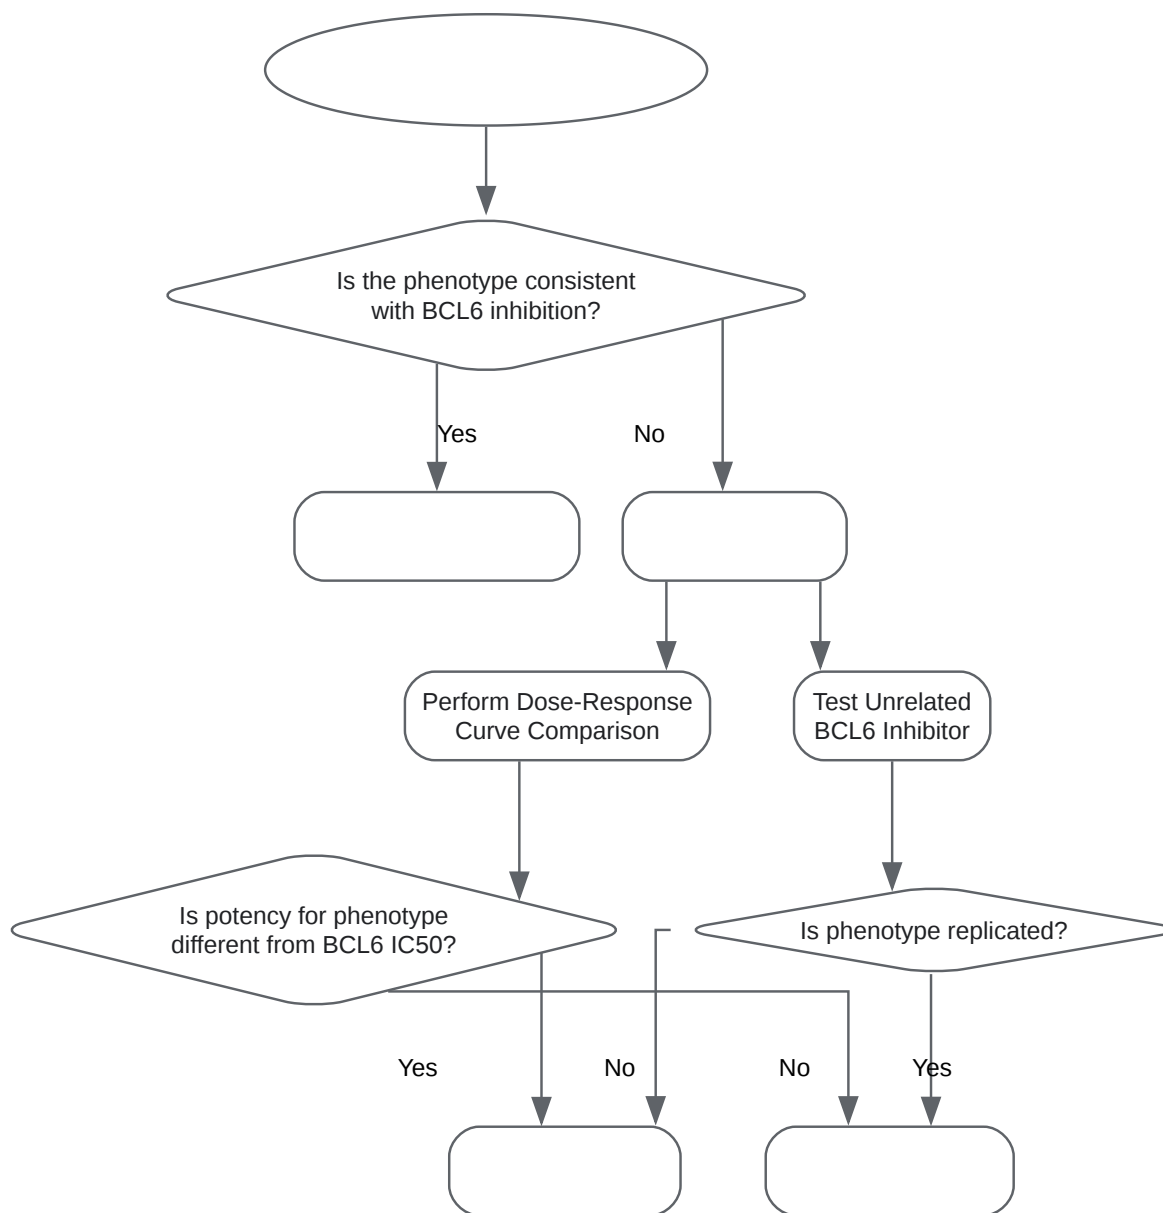 Is the phenotype consistent
with BCL6 inhibition?
Yes
No
Perform Dose-Response
Curve Comparison
Test Unrelated
BCL6 Inhibitor
Is potency for phenotype
different from BCL6 IC50?
Is phenotype replicated?
Yes
No
No
Yes